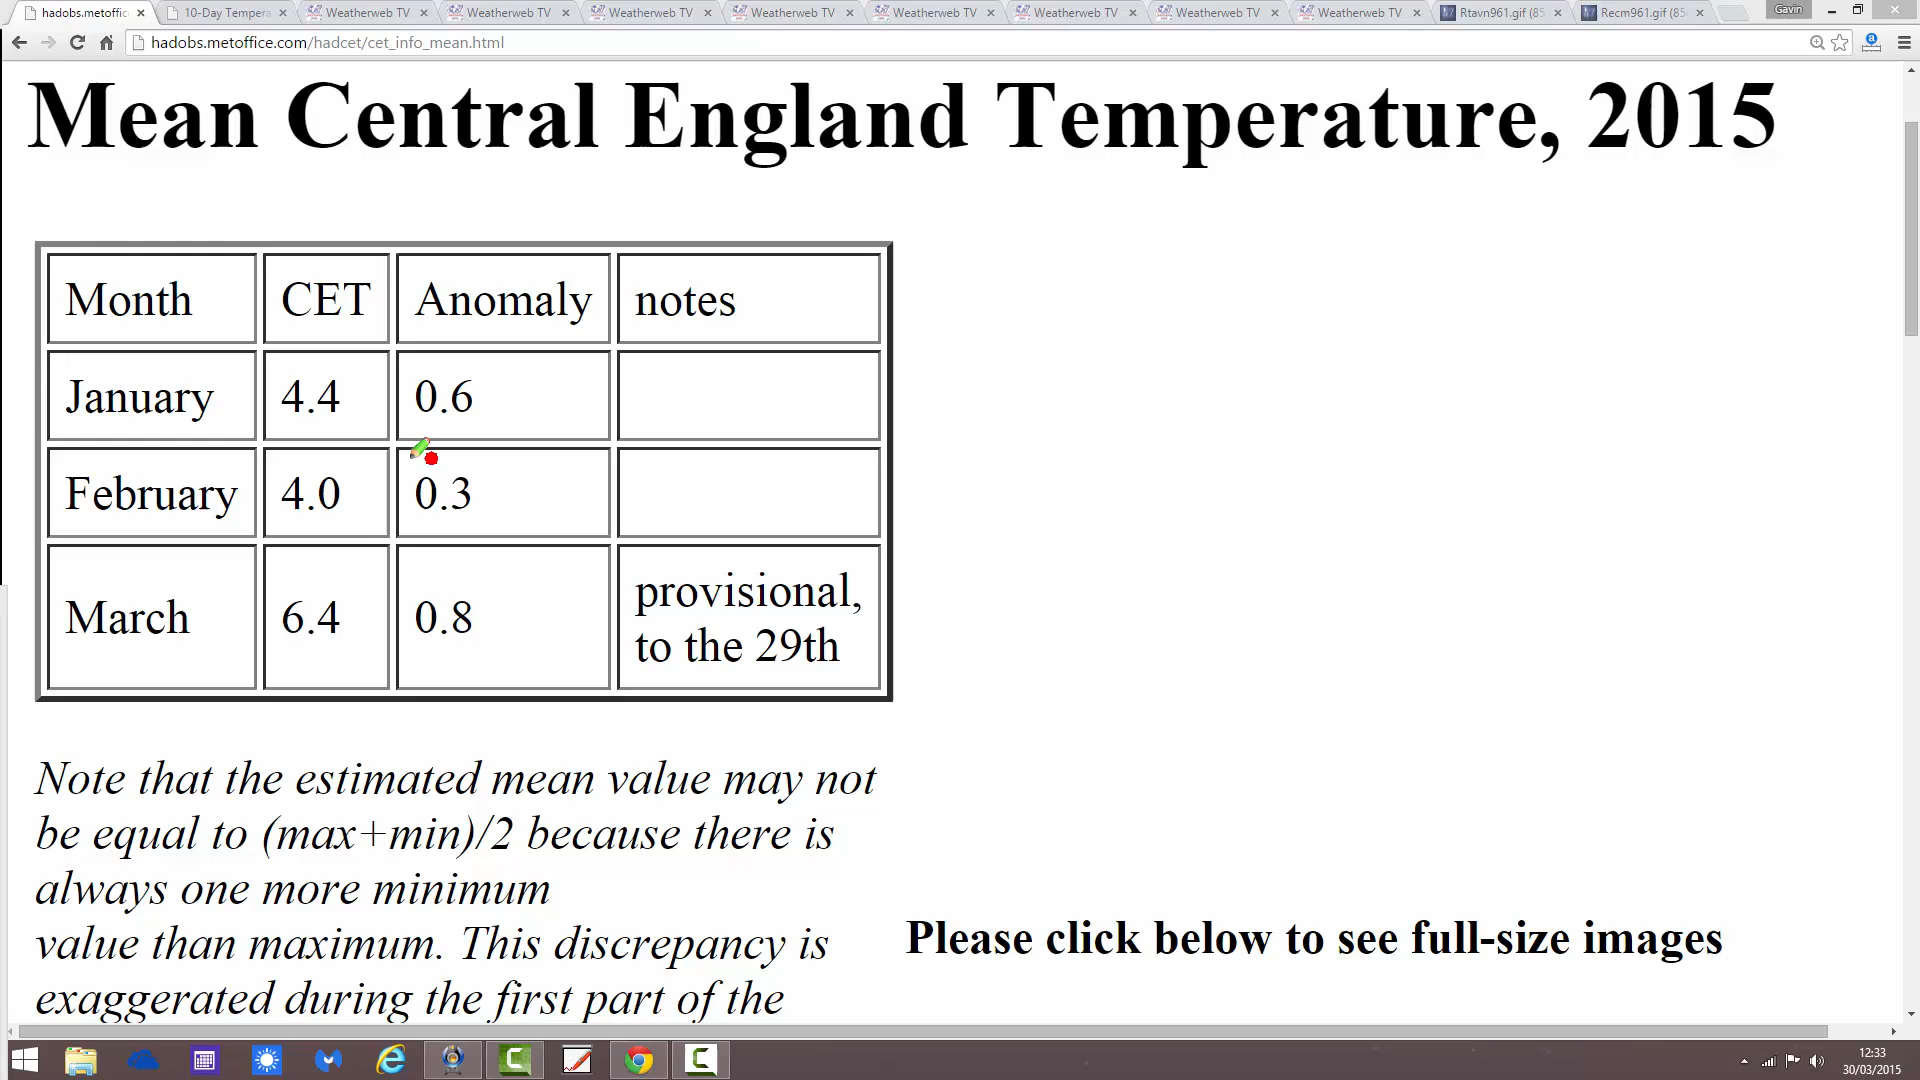 hadobs.metoffic
10-Day Tempera
Weatherweb TV
Weatherweb TV
Weatherweb TV
Weatherweb TV
Weatherweb TV
Weatherweb TV
Weatherweb TV
Weatherweb TV
Rtavn961.gif (85
Recm961.gif (85
Gavin
hadobs.metoffice.com/hadcet/cet_info_mean.html
Mean Central England Temperature, 2015
Month CET Anomaly notes
January 4.4 0.6
February 4.0 0.3
March 6.4 0.8 provisional,
to the 29th
Note that the estimated mean value may not
be equal to (max+min)/2 because there is
always one more minimum
value than maximum. This discrepancy is
exaggerated during the first part of the
Please click below to see full-size images
12:33
30/03/2015